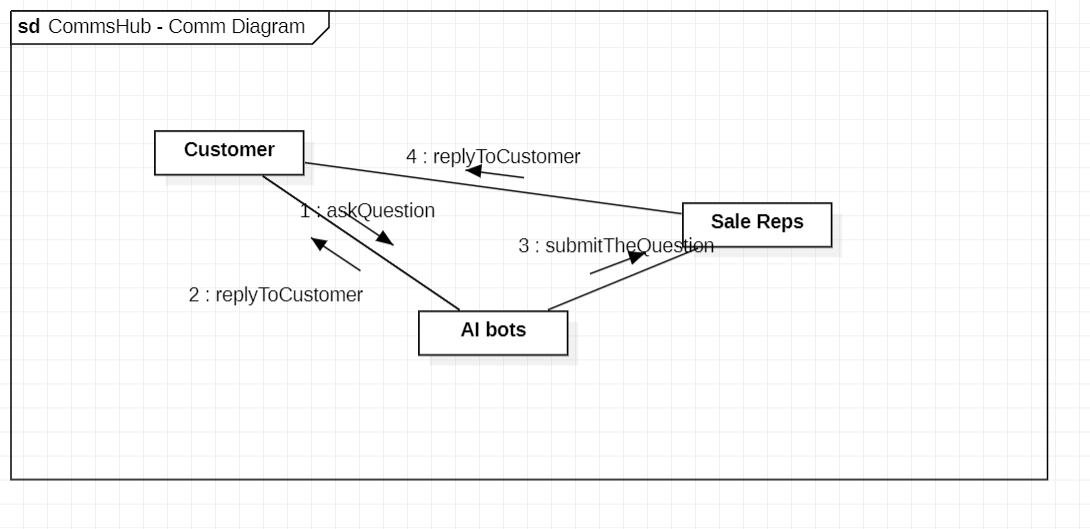 sd CommsHub - Comm Diagram
Customer
4 : replyToCustomer
1 : askQuestion
Sale Reps
3 : submitTheQuestion
2 : replyToCustomer
AI bots